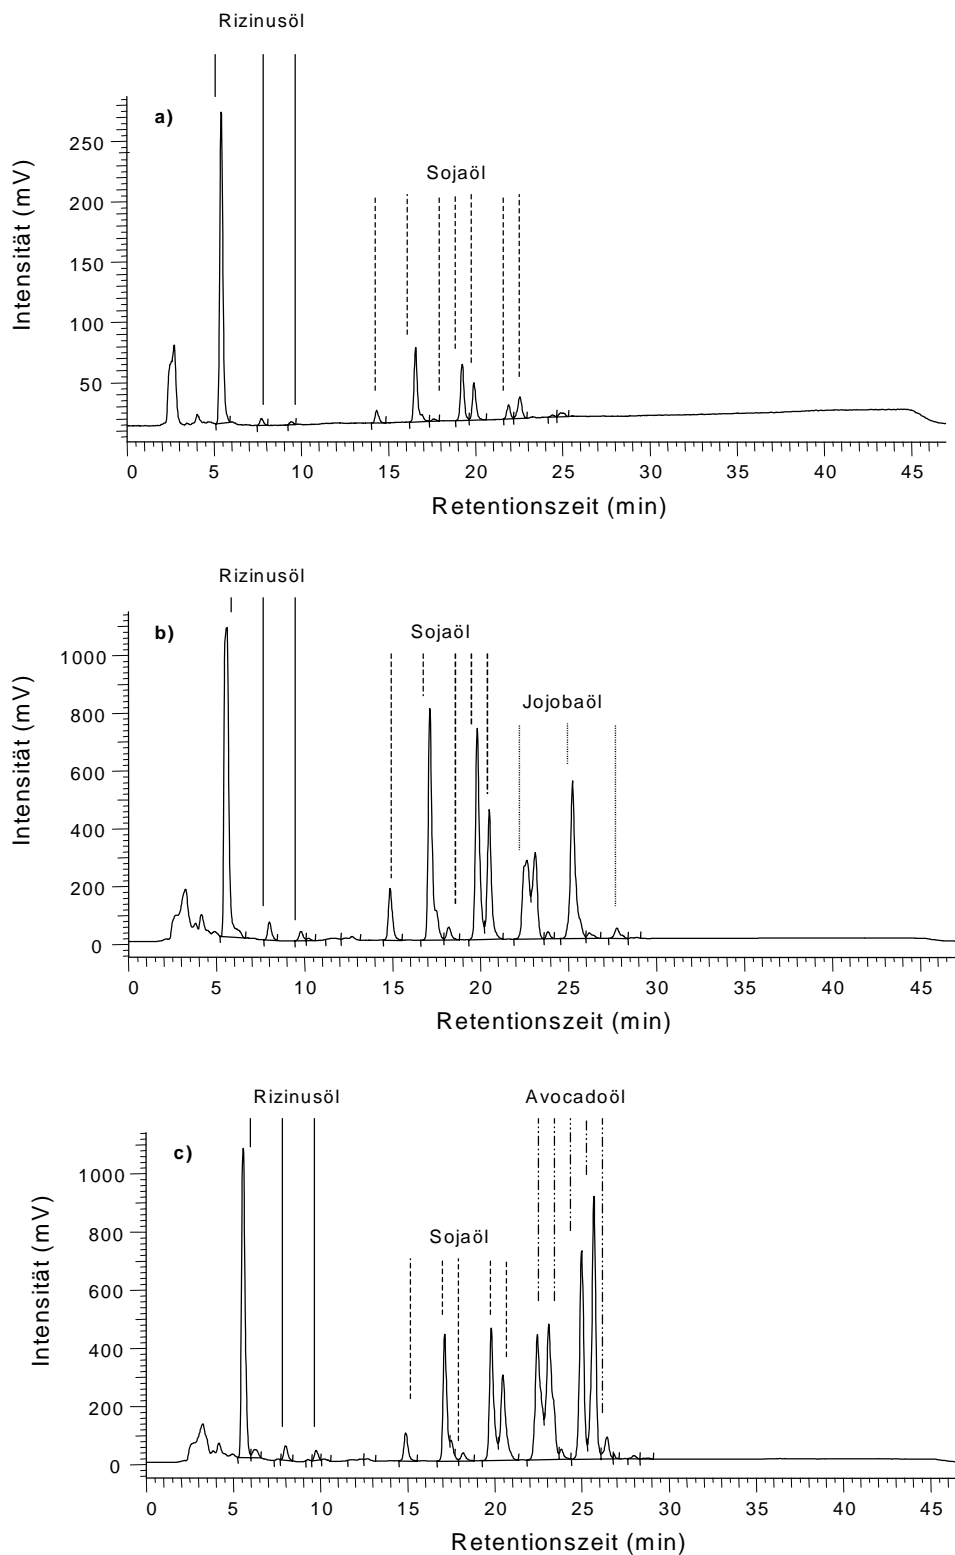 Rizinusöl
a)
Sojaöl
Intensität (mV)
250
200
150
100
50
0 5 10 15 20 25 30 35 40 45
Retentionszeit (min)
Rizinusöl
b)
Sojaöl
Jojobaöl
Intensität (mV)
1000
800
600
400
200
0
0 5 10 15 20 25 30 35 40 45
Retentionszeit (min)
Rizinusöl
Avocadoöl
c)
Sojaöl
Intensität (mV)
1000
800
600
400
200
0
0 5 10 15 20 25 30 35 40 45
Retentionszeit (min)